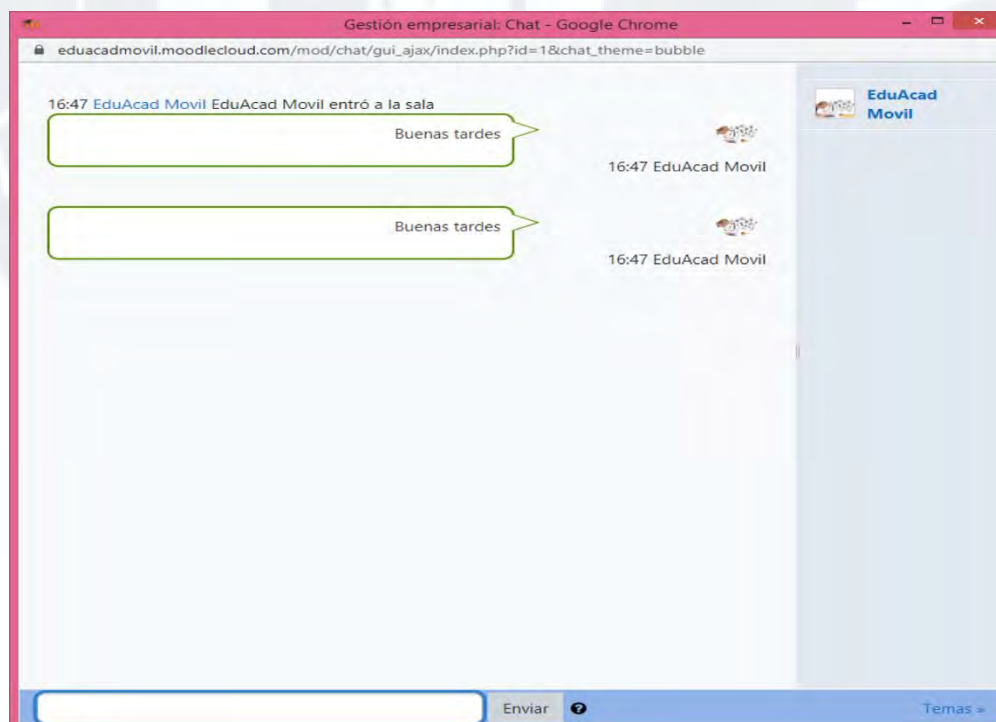 Gestión empresarial: Chat - Google Chrome
eduacadmovil.moodlecloud.com/mod/chat/gui_ajax/index.php?id=1&chat_theme=bubble
16:47 EduAcad Movil EduAcad Movil entró a la sala
Buenas tardes
16:47 EduAcad Movil
Buenas tardes
16:47 EduAcad Movil
EduAcad
Movil
Enviar
Temas »